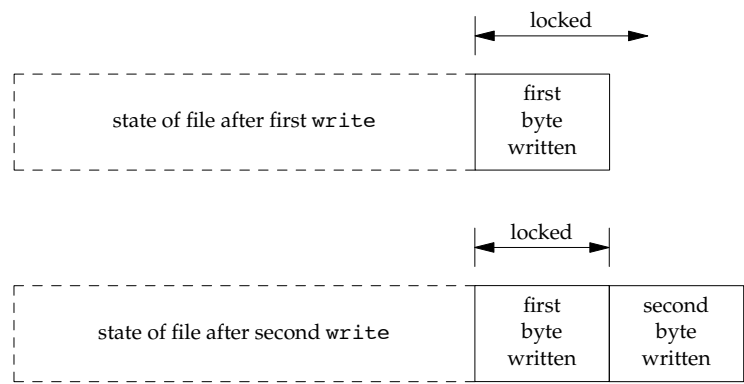 locked
state of file after first write
first
byte
written
locked
state of file after second write
first
byte
written
second
byte
written